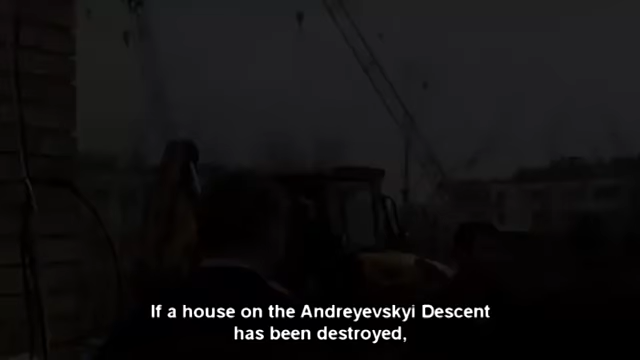 If a house on the Andreyevskyi Descent
has been destroyed,